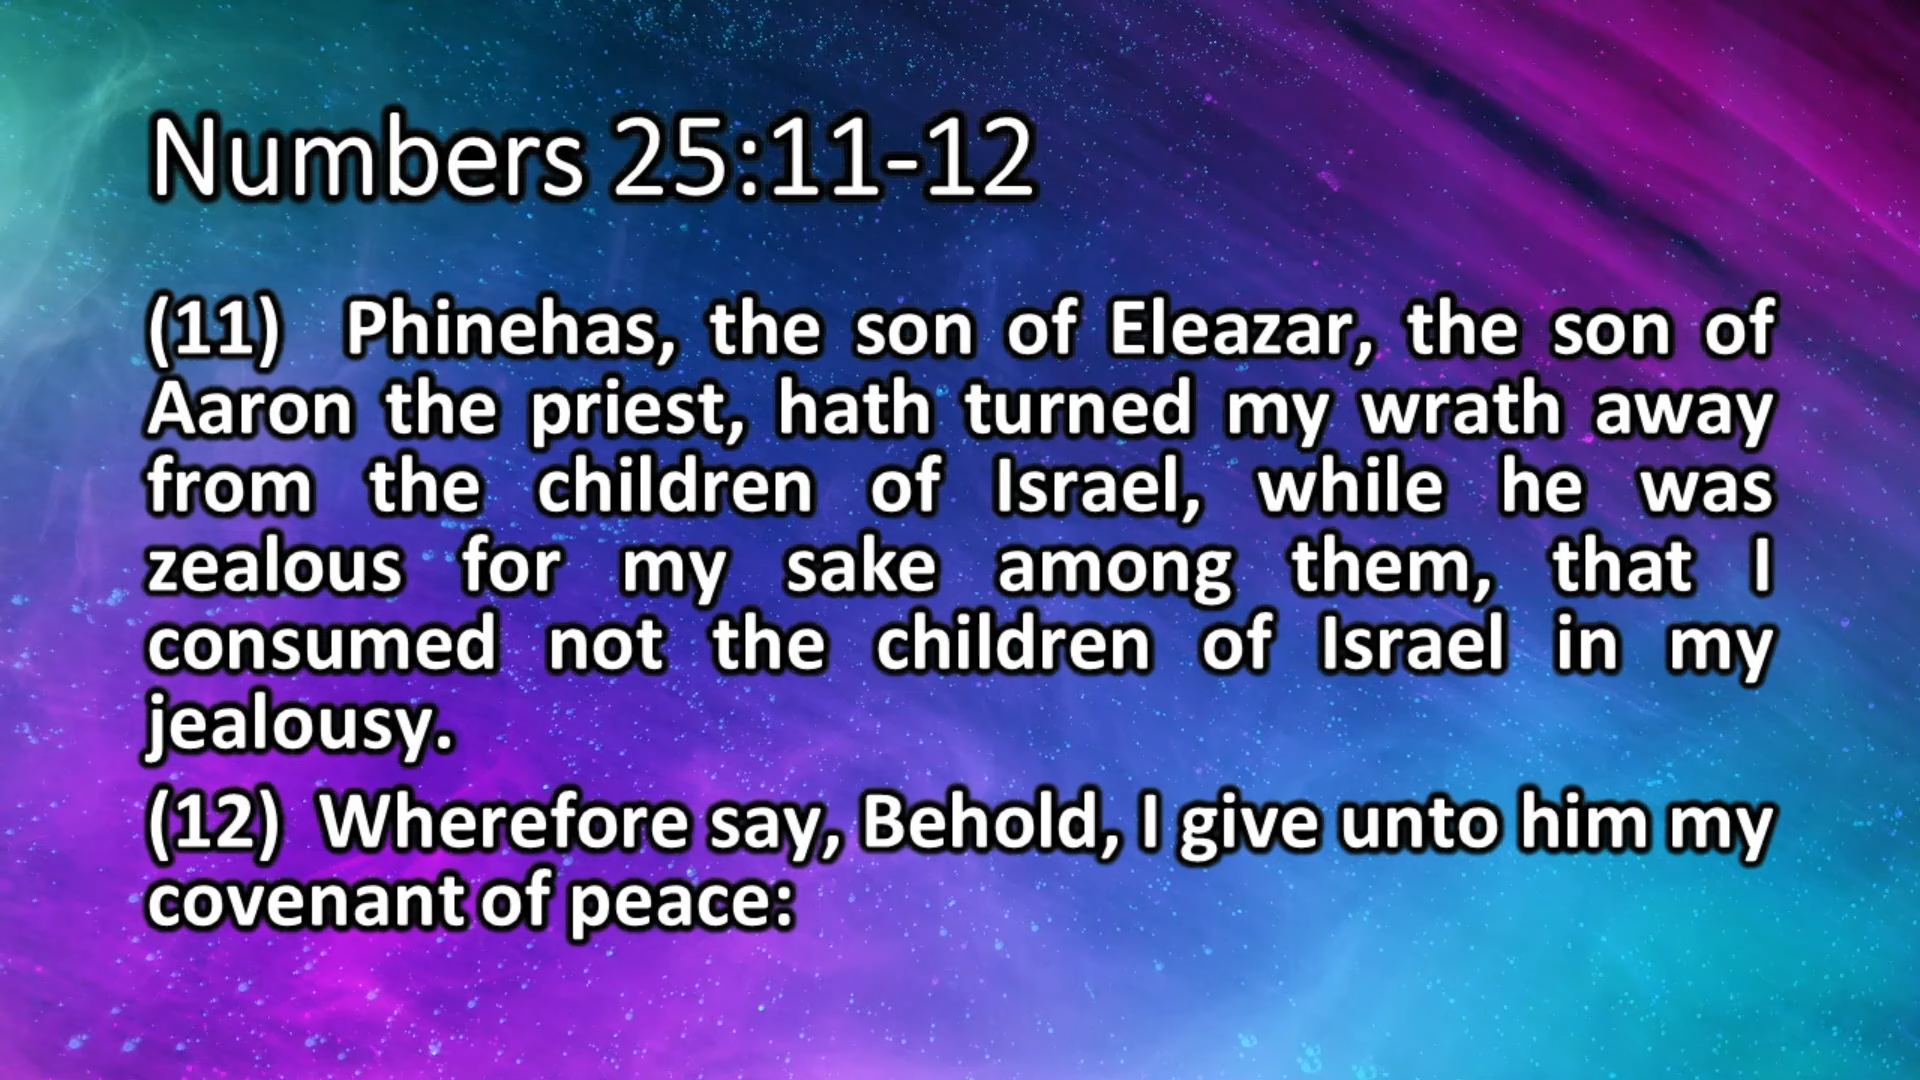 Numbers 25:11-12
(11) Phinehas, the son of Eleazar, the son of
Aaron the priest, hath turned my wrath away
from the children of Israel, while he was
zealous for my sake among them, that I
consumed not the children of Israel in my
jealousy.
(12) Wherefore say, Behold, I give unto him my
covenant of peace: